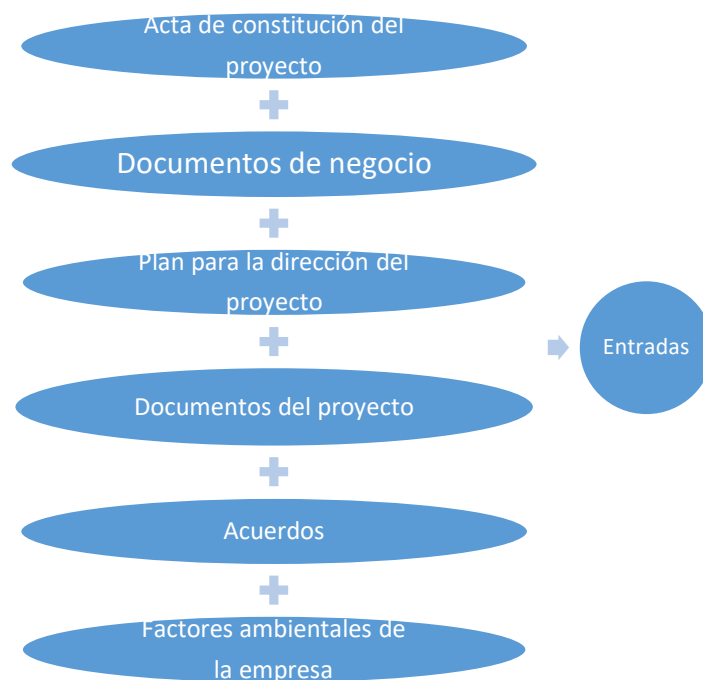 Acta de constitución del
proyecto
Documentos de negocio
Plan para la dirección del
proyecto
Entradas
Documentos del proyecto
Acuerdos
Factores ambientales de
la empresa